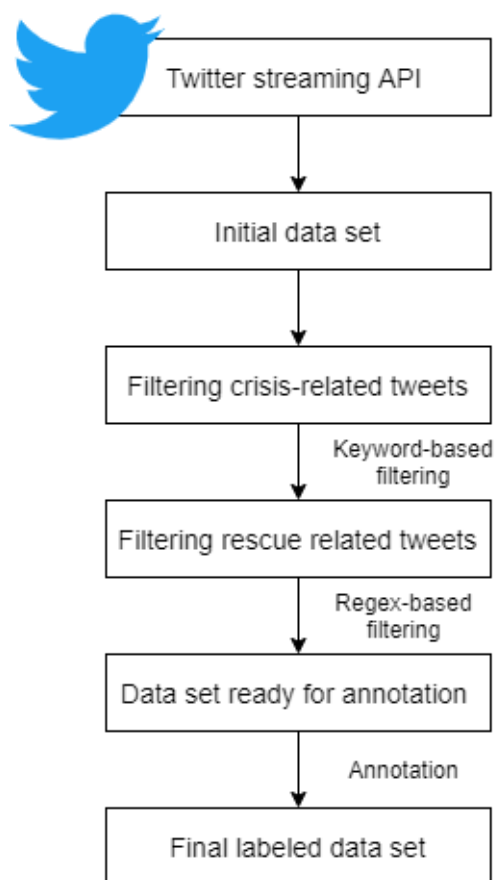 Twitter streaming API
Initial data set
Filtering crisis-related tweets
Keyword-based
filtering
Filtering rescue related tweets
Regex-based
filtering
Data set ready for annotation
Annotation
Final labeled data set